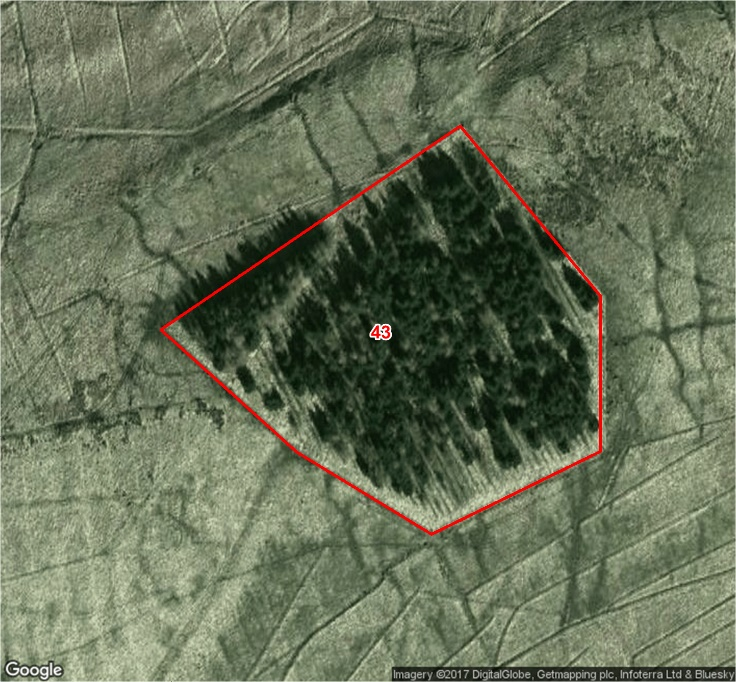 43
Google
Imagery ©2017 DigitalGlobe, Getmapping plc, Infoterra Ltd & Bluesky